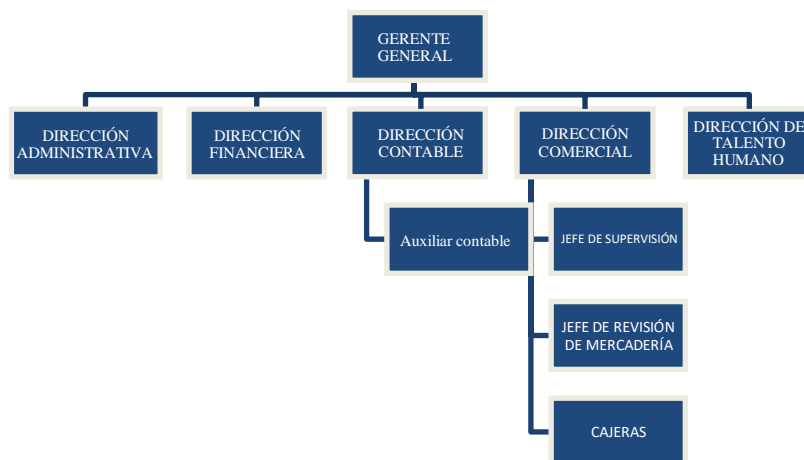 GERENTE
GENERAL
DIRECCIÓN
ADMINISTRATIVA
DIRECCIÓN
FINANCIERA
DIRECCIÓN
CONTABLE
DIRECCIÓN
COMERCIAL
DIRECCIÓN DE
TALENTO
HUMANO
Auxiliar contable
JEFE DE SUPERVISIÓN
JEFE DE REVISIÓN
DE MERCADERÍA
CAJERAS